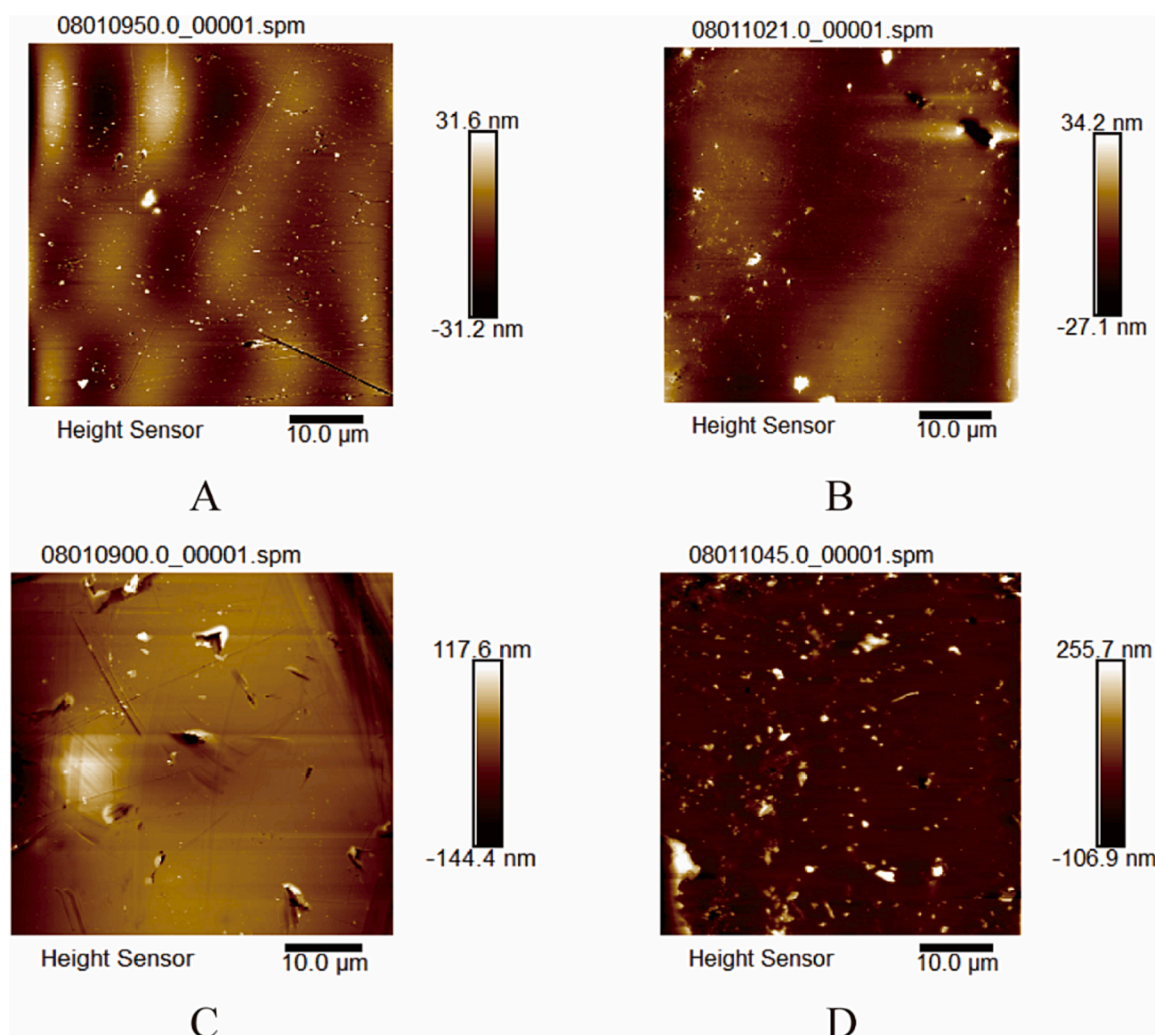 08010950.0_00001.spm
31.6 nm
-31.2 nm
Height Sensor
10.0 µm
A
08011021.0_00001.spm
34.2 nm
-27.1 nm
Height Sensor
10.0 µm
B
08010900.0_00001.spm
117.6 nm
-144.4 nm
Height Sensor
10.0 µm
C
08011045.0_00001.spm
255.7 nm
-106.9 nm
Height Sensor
10.0 µm
D